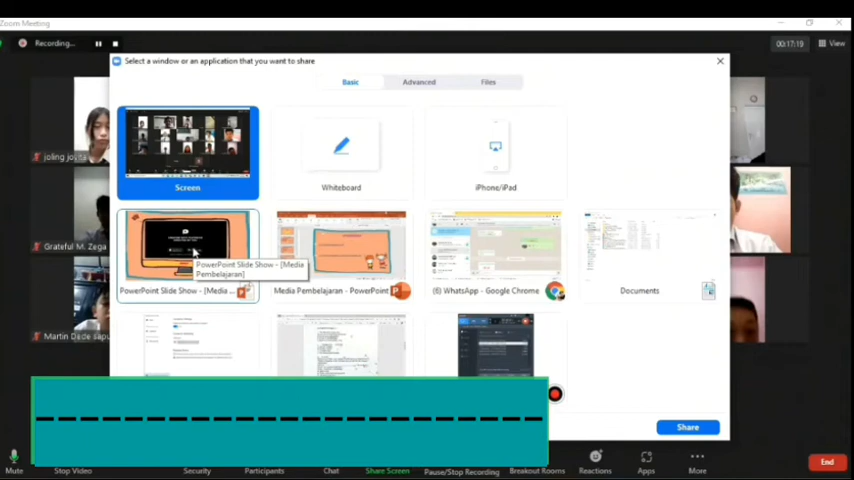 Zoom Meeting
Recording...
00:17:19
View
Select a window or an application that you want to share
Basic
Advanced
Files
Screen
Whiteboard
iPhone/iPad
PowerPoint Slide Show - [Media
Pembelajaran]
PowerPoint Slide Show - [Media ...
Media Pembelajaran - PowerPoint
(6) WhatsApp - Google Chrome
Documents
joling jovita
Grateful M. Zega
Martin Dade sapu
Share
Mute
Stop Video
Security
Participants
Chat
Share Screen
Pause/Stop Recording
Breakout Rooms
Reactions
Apps
More
End